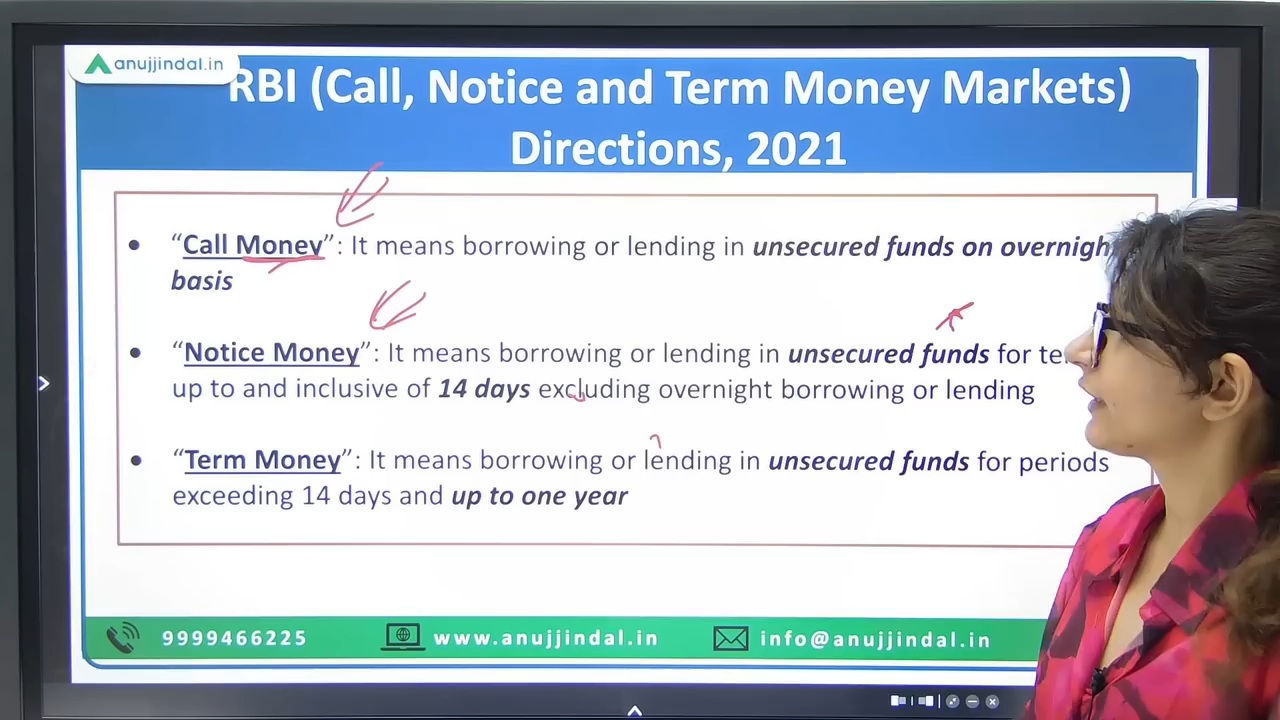 anujjindal.in
RBI (Call, Notice and Term Money Markets)
Directions, 2021
• “Call Money”: It means borrowing or lending in unsecured funds on overnigh
basis
• “Notice Money”: It means borrowing or lending in unsecured funds for
up to and inclusive of 14 days excluding overnight borrowing or lending
• “Term Money”: It means borrowing or lending in unsecured funds for periods
exceeding 14 days and up to one year
9999466225 www.anujjindal.in info@anujjindal.in